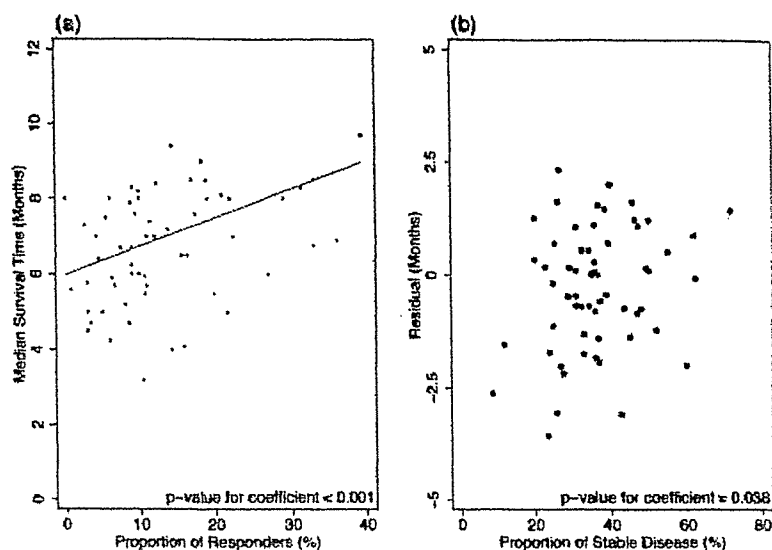 (a)
Median Survival Time (Months)
12
10
8
6
4
2
0
p-value for coefficient < 0.001
0
10
20
30
40
Proportion of Responders (%)
(b)
Residual (Months)
5
2.5
0
-2.5
-5
p-value for coefficient = 0.038
0
20
40
60
80
Proportion of Stable Disease (%)